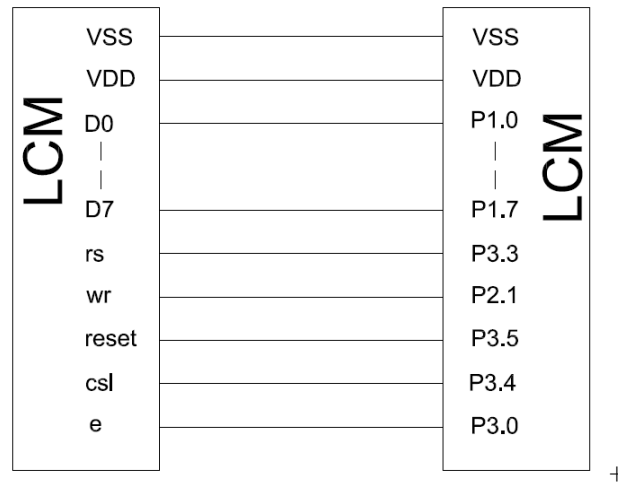 LCM
VSS VSS
VDD VDD
D0 P1.0
D7 P1.7
rs P3.3
wr P2.1
reset P3.5
csl P3.4
e P3.0
LCM